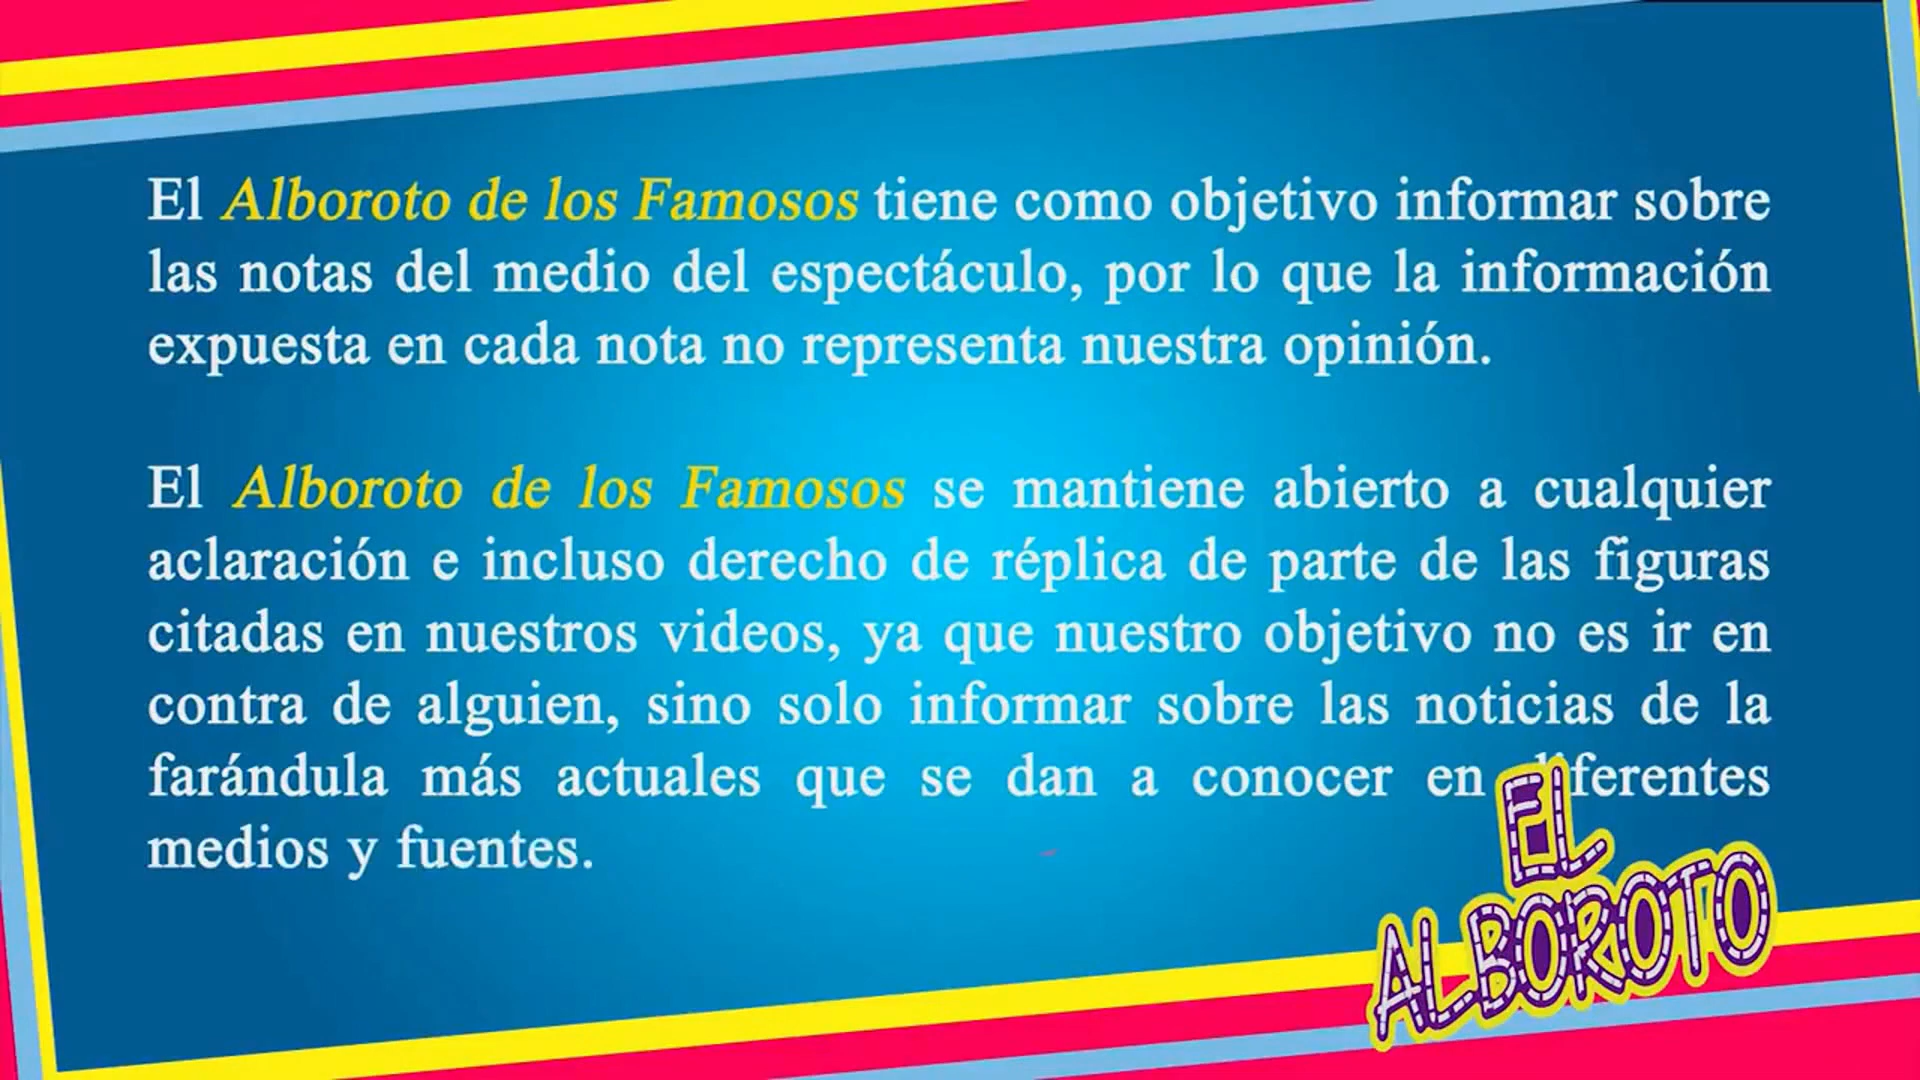 El Alboroto de los Famosos tiene como objetivo informar sobre
las notas del medio del espectáculo, por lo que la información
expuesta en cada nota no representa nuestra opinión.
El Alboroto de los Famosos se mantiene abierto a cualquier
aclaración e incluso derecho de réplica de parte de las figuras
citadas en nuestros videos, ya que nuestro objetivo no es ir en
contra de alguien, sino solo informar sobre las noticias de la
farándula más actuales que se dan a conocer en diferentes
medios y fuentes.
EL
ALBOROTO